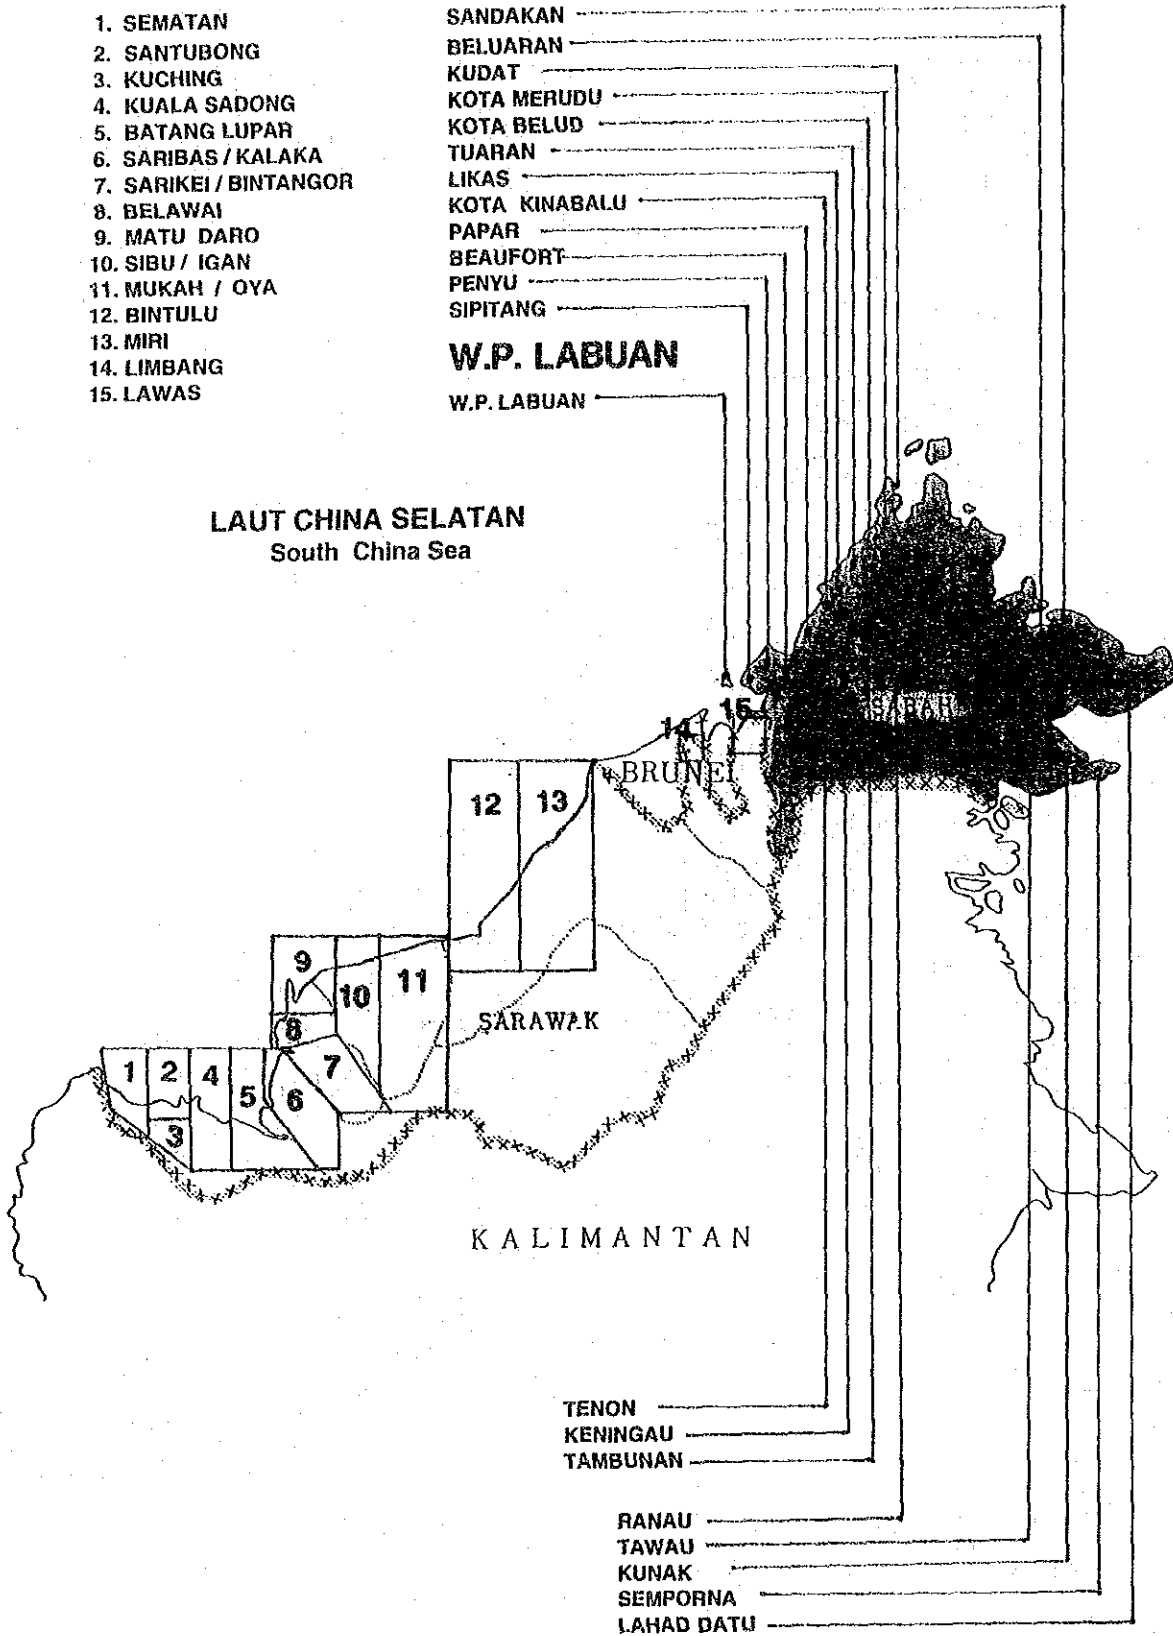 1. SEMATAN
2. SANTUBONG
3. KUCHING
4. KUALA SADONG
5. BATANG LUPAR
6. SARIBAS / KALAKA
7. SARIKEI / BINTANGOR
8. BELAWAI
9. MATU DARO
10. SIBU / IGAN
11. MUKAH / OYA
12. BINTULU
13. MIRI
14. LIMBANG
15. LAWAS
SANDAKAN
BELUARAN
KUDAT
KOTA MERUDU
KOTA BELUD
TUARAN
LIKAS
KOTA KINABALU
PAPAR
BEAUFORT
PENYU
SIPITANG
W.P. LABUAN
W.P. LABUAN
LAUT CHINA SELATAN
South China Sea
SABAH
15
14
BRUNEI
12
13
9
10
11
8
SARAWAK
7
1
2
4
5
6
3
KALIMANTAN
TENON
KENINGAU
TAMBUNAN
RANAU
TAWAU
KUNAK
SEMPORNA
LAHAD DATU